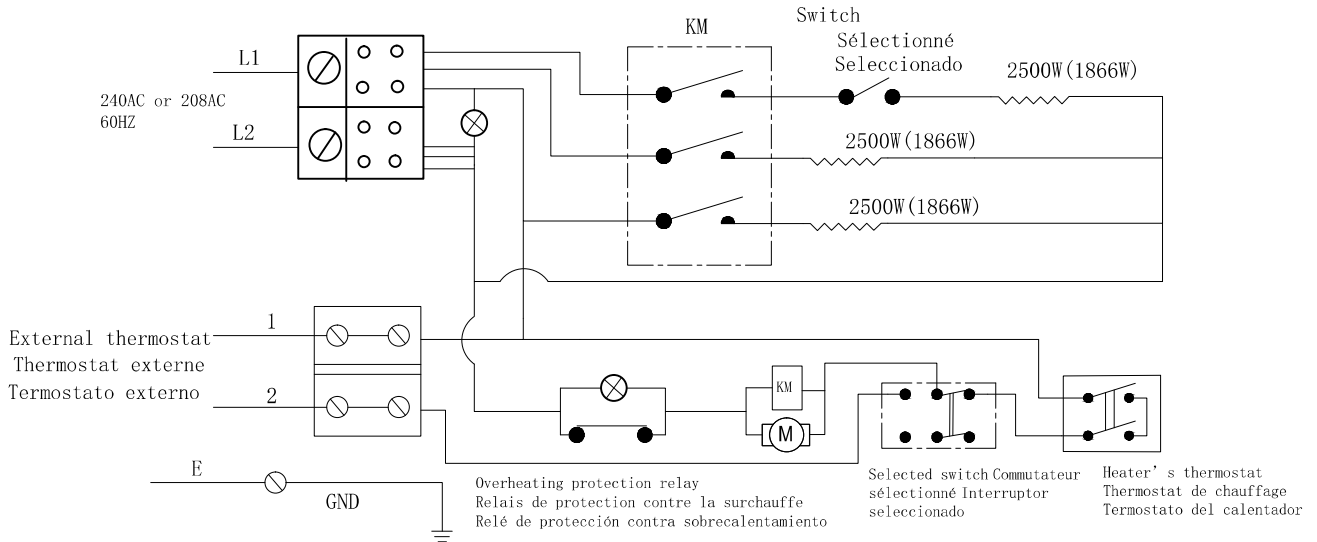 Switch
KM
Sélectionné
Seleccionado
L1
2500W(1866W)
240AC or 208AC
60HZ
L2
2500W(1866W)
2500W(1866W)
1
External thermostat
Thermostat externe
Termostato externo
2
KM
M
E
GND
Overheating protection relay
Relais de protection contre la surchauffe
Relé de protección contra sobrecalentamiento
Selected switch Commutateur
sélectionné Interruptor
seleccionado
Heater's thermostat
Thermostat de chauffage
Termostato del calentador